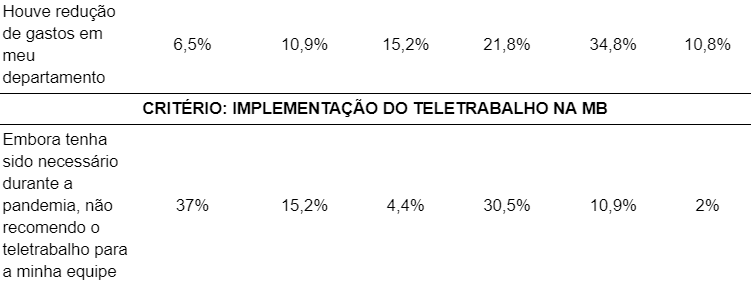 Houve redução
de gastos em
meu
departamento
6,5% 10,9% 15,2% 21,8% 34,8% 10,8%
CRITÉRIO: IMPLEMENTAÇÃO DO TELETRABALHO NA MB
Embora tenha
sido necessário
durante a
pandemia, não
recomendo o
teletrabalho para
a minha equipe
37% 15,2% 4,4% 30,5% 10,9% 2%